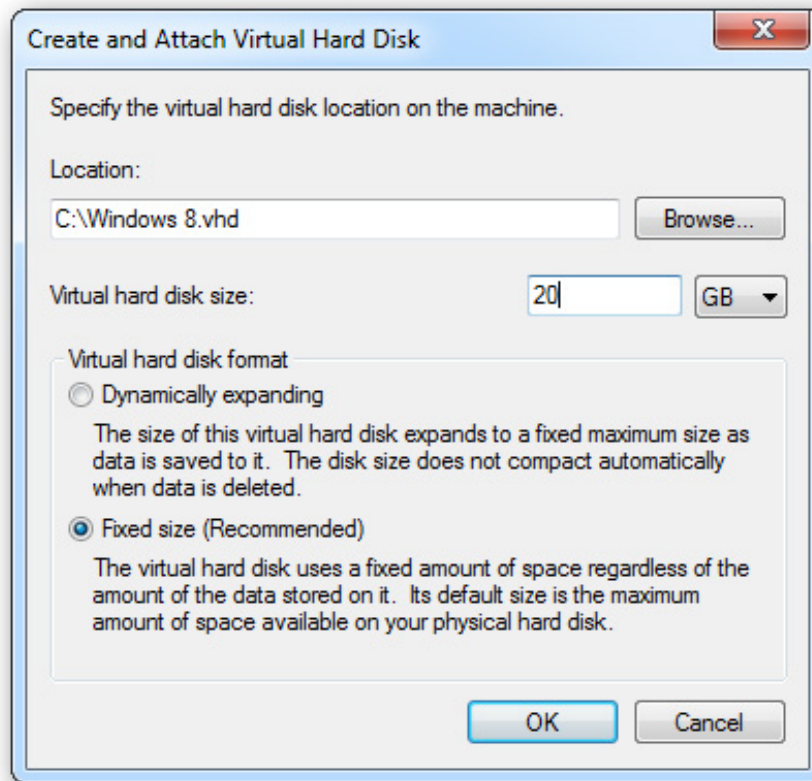 Create and Attach Virtual Hard Disk
Specify the virtual hard disk location on the machine.
Location:
C:\Windows 8.vhd
Browse...
Virtual hard disk size:
20
GB
Virtual hard disk format
Dynamically expanding
The size of this virtual hard disk expands to a fixed maximum size as
data is saved to it.  The disk size does not compact automatically
when data is deleted.
Fixed size (Recommended)
The virtual hard disk uses a fixed amount of space regardless of the
amount of the data stored on it.  Its default size is the maximum
amount of space available on your physical hard disk.
OK
Cancel